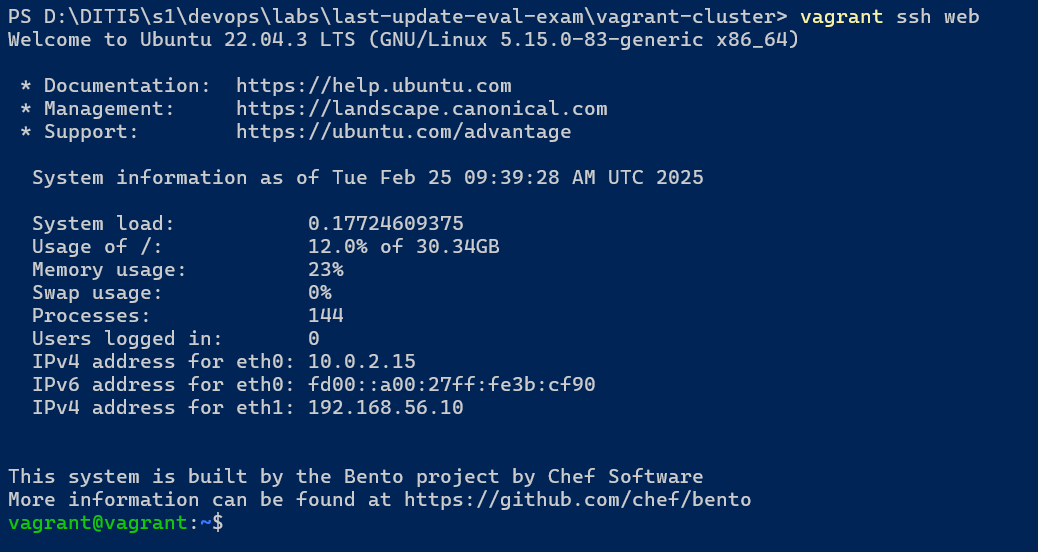 PS D:\DITI5\s1\devops\labs\last-update-eval-exam\vagrant-cluster> vagrant ssh web
Welcome to Ubuntu 22.04.3 LTS (GNU/Linux 5.15.0-83-generic x86_64)

 * Documentation:  https://help.ubuntu.com
 * Management:     https://landscape.canonical.com
 * Support:        https://ubuntu.com/advantage

  System information as of Tue Feb 25 09:39:28 AM UTC 2025

  System load:           0.17724609375
  Usage of /:            12.0% of 30.34GB
  Memory usage:          23%
  Swap usage:            0%
  Processes:             144
  Users logged in:       0
  IPv4 address for eth0: 10.0.2.15
  IPv6 address for eth0: fd00::a00:27ff:fe3b:cf90
  IPv4 address for eth1: 192.168.56.10

This system is built by the Bento project by Chef Software
More information can be found at https://github.com/chef/bento
vagrant@vagrant:~$